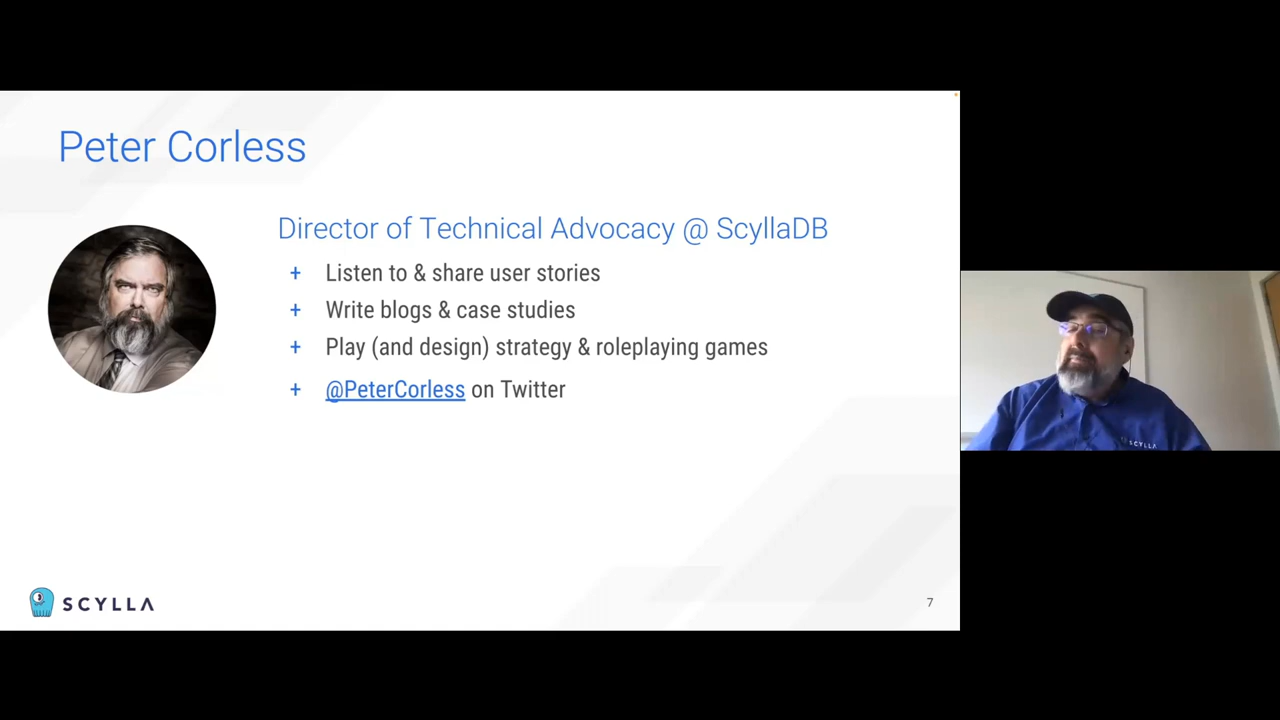 Peter Corless
Director of Technical Advocacy @ ScyllaDB
+ Listen to & share user stories
+ Write blogs & case studies
+ Play (and design) strategy & roleplaying games
+ @PeterCorless on Twitter
SCYLLA
SCYLLA
7